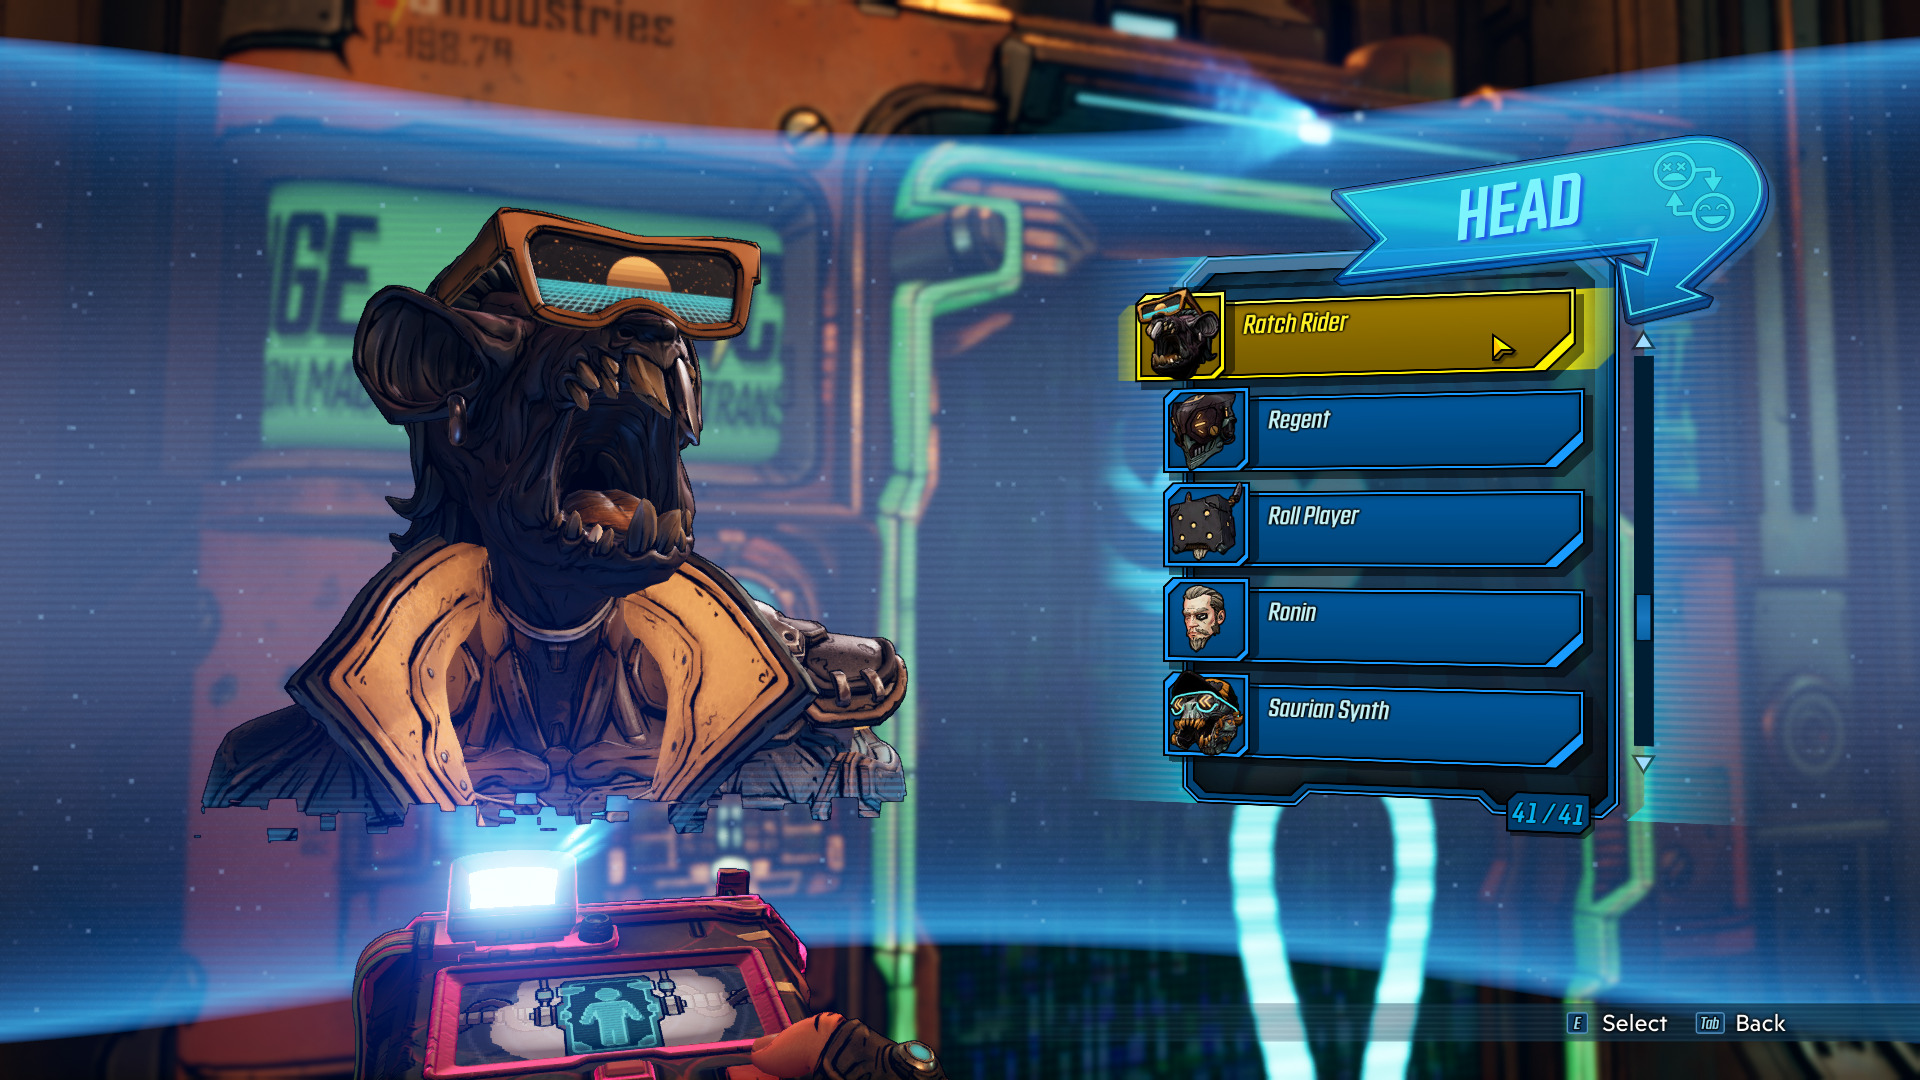 Industries
P-198.79
HEAD
Ratch Rider
Regent
Roll Player
Ronin
Saurian Synth
41/41
E Select Tab Back